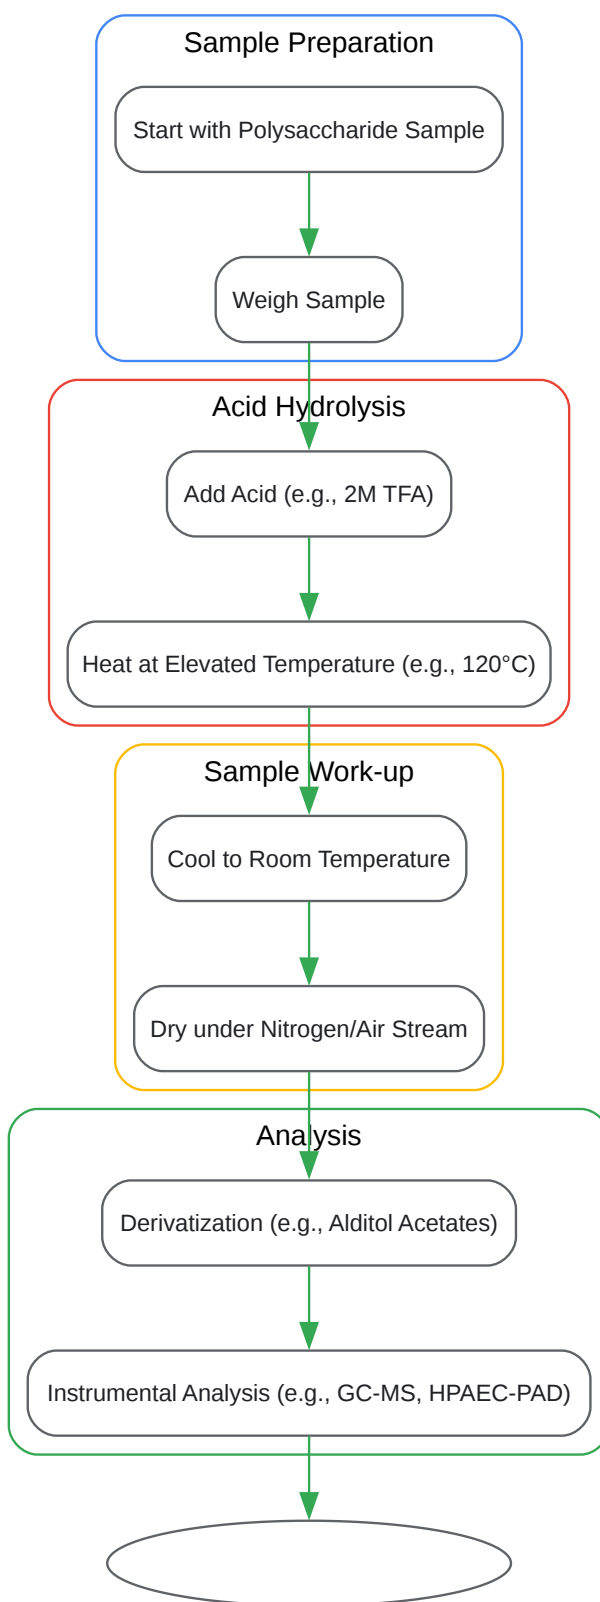 Sample Preparation
Start with Polysaccharide Sample
Weigh Sample
Acid Hydrolysis
Add Acid (e.g., 2M TFA)
Heat at Elevated Temperature (e.g., 120°C)
Sample Work-up
Cool to Room Temperature
Dry under Nitrogen/Air Stream
Analysis
Derivatization (e.g., Alditol Acetates)
Instrumental Analysis (e.g., GC-MS, HPAEC-PAD)